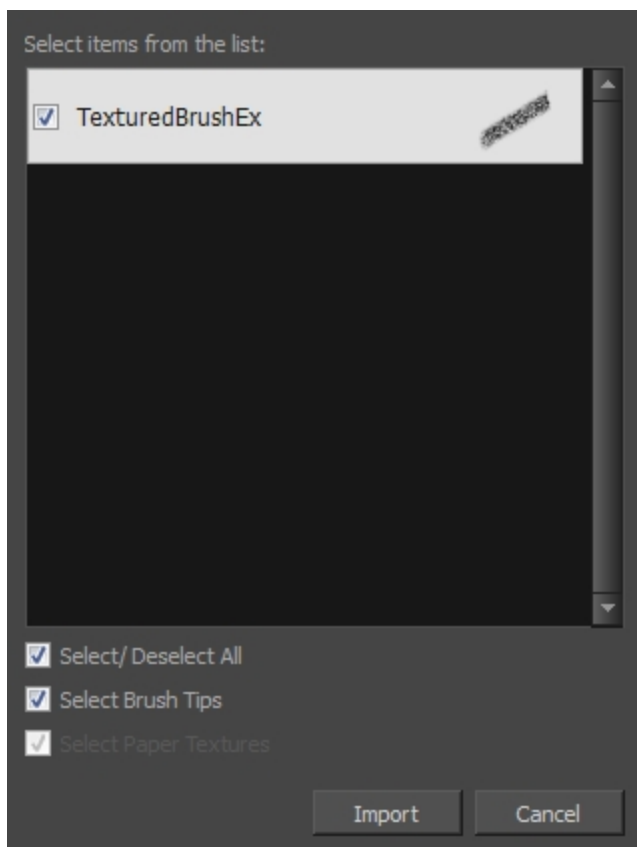 Select items from the list:
TexturedBrushEx
Select/ Deselect All
Select Brush Tips
Select Paper Textures
Import Cancel